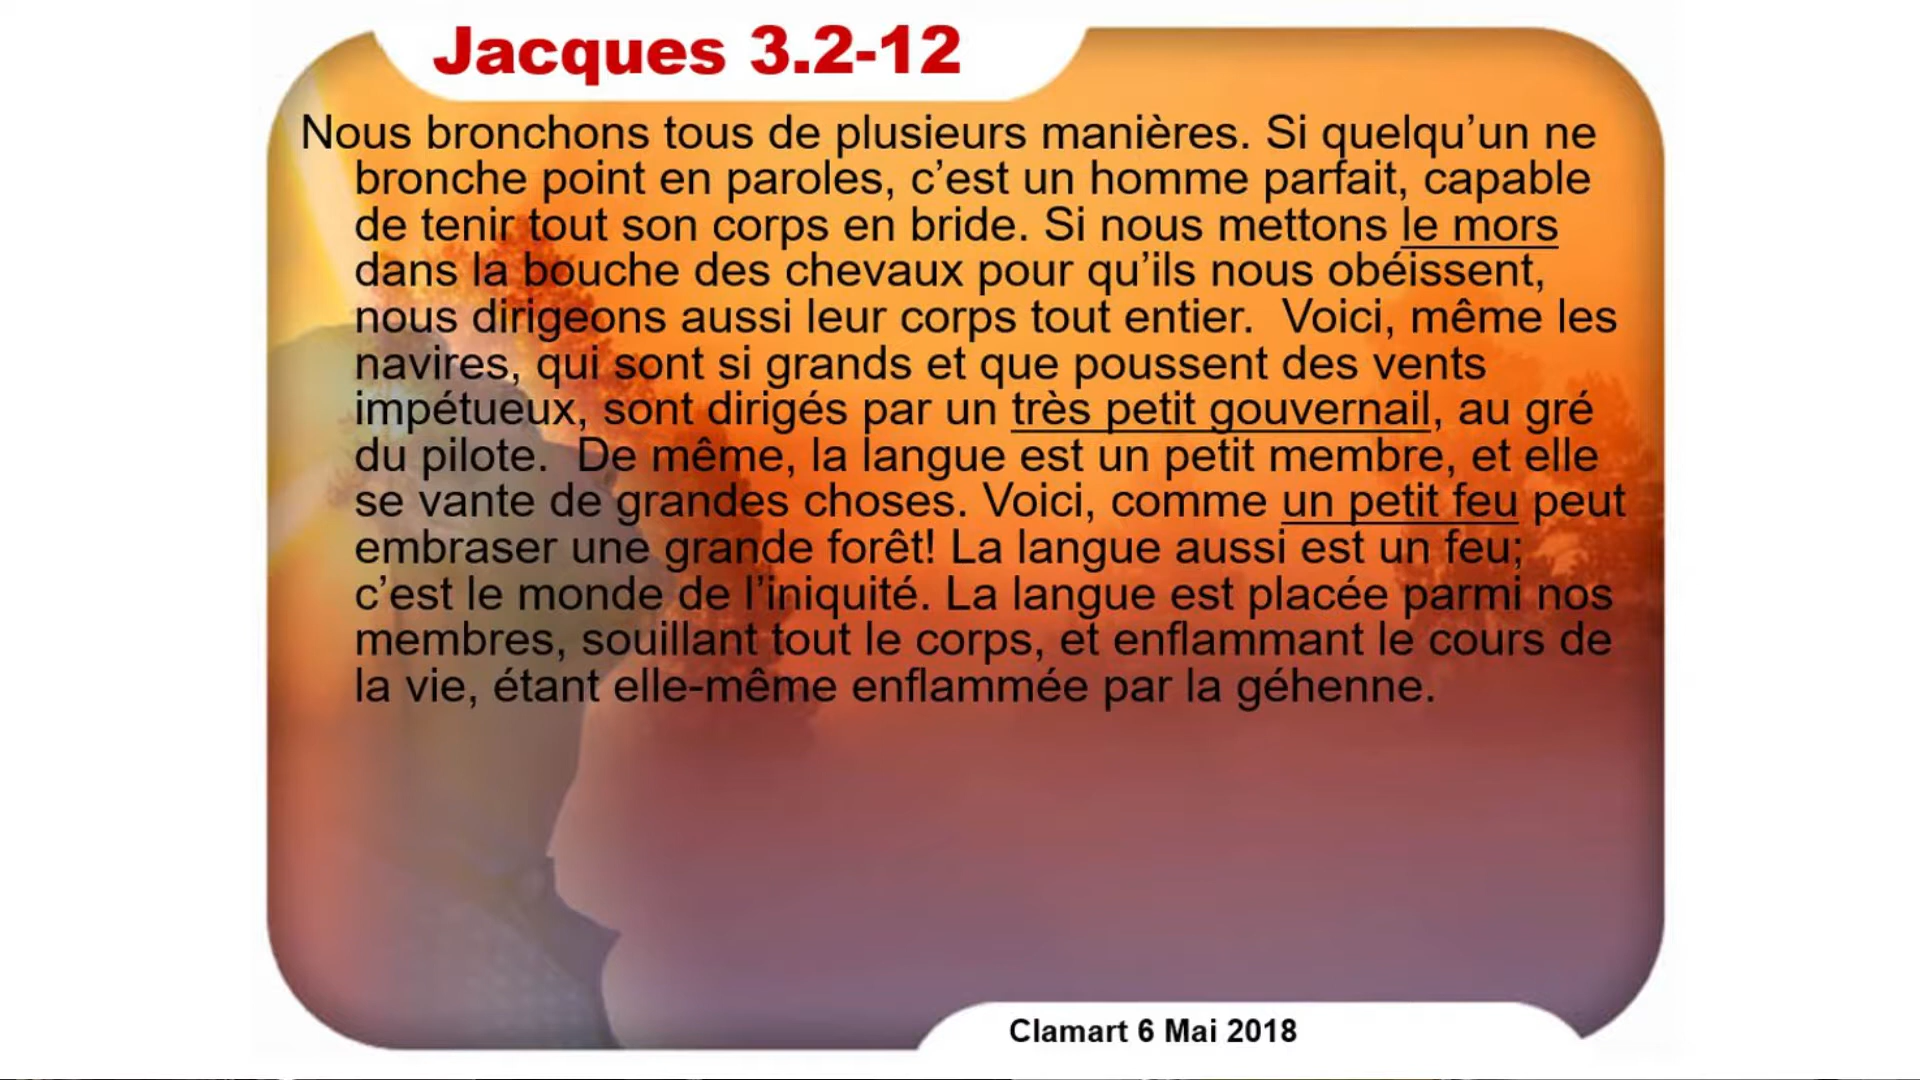 Jacques 3.2-12
Nous bronchons tous de plusieurs manières. Si quelqu’un ne
bronche point en paroles, c’est un homme parfait, capable
de tenir tout son corps en bride. Si nous mettons le mors
dans la bouche des chevaux pour qu’ils nous obéissent,
nous dirigeons aussi leur corps tout entier.  Voici, même les
navires, qui sont si grands et que poussent des vents
impétueux, sont dirigés par un très petit gouvernail, au gré
du pilote.  De même, la langue est un petit membre, et elle
se vante de grandes choses. Voici, comme un petit feu peut
embraser une grande forêt! La langue aussi est un feu;
c’est le monde de l’iniquité. La langue est placée parmi nos
membres, souillant tout le corps, et enflammant le cours de
la vie, étant elle-même enflammée par la géhenne.
Clamart 6 Mai 2018